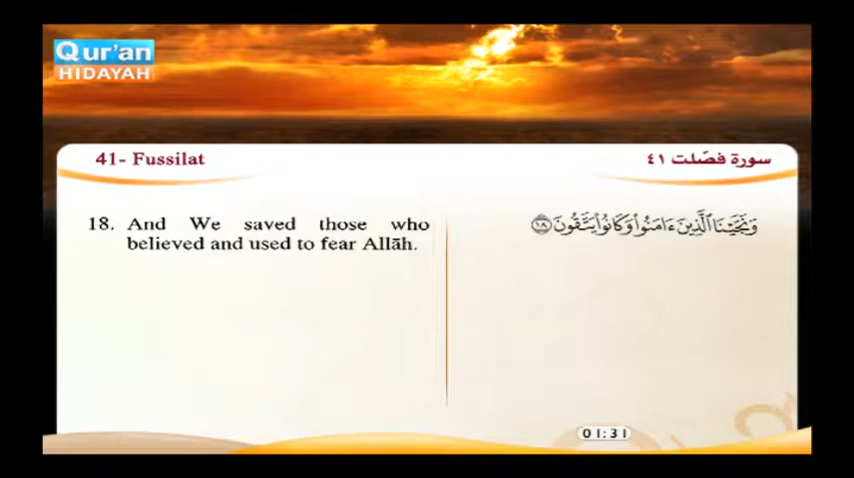 Qur'an
HIDAYAH
41- Fussilat
سورة فصّلت ٤١
18. And We saved those who
believed and used to fear Allāh.
وَنَجَّيْنَا ٱلَّذِينَ ءَامَنُوا۟ وَكَانُوا۟ يَتَّقُونَ ١٨
01:31